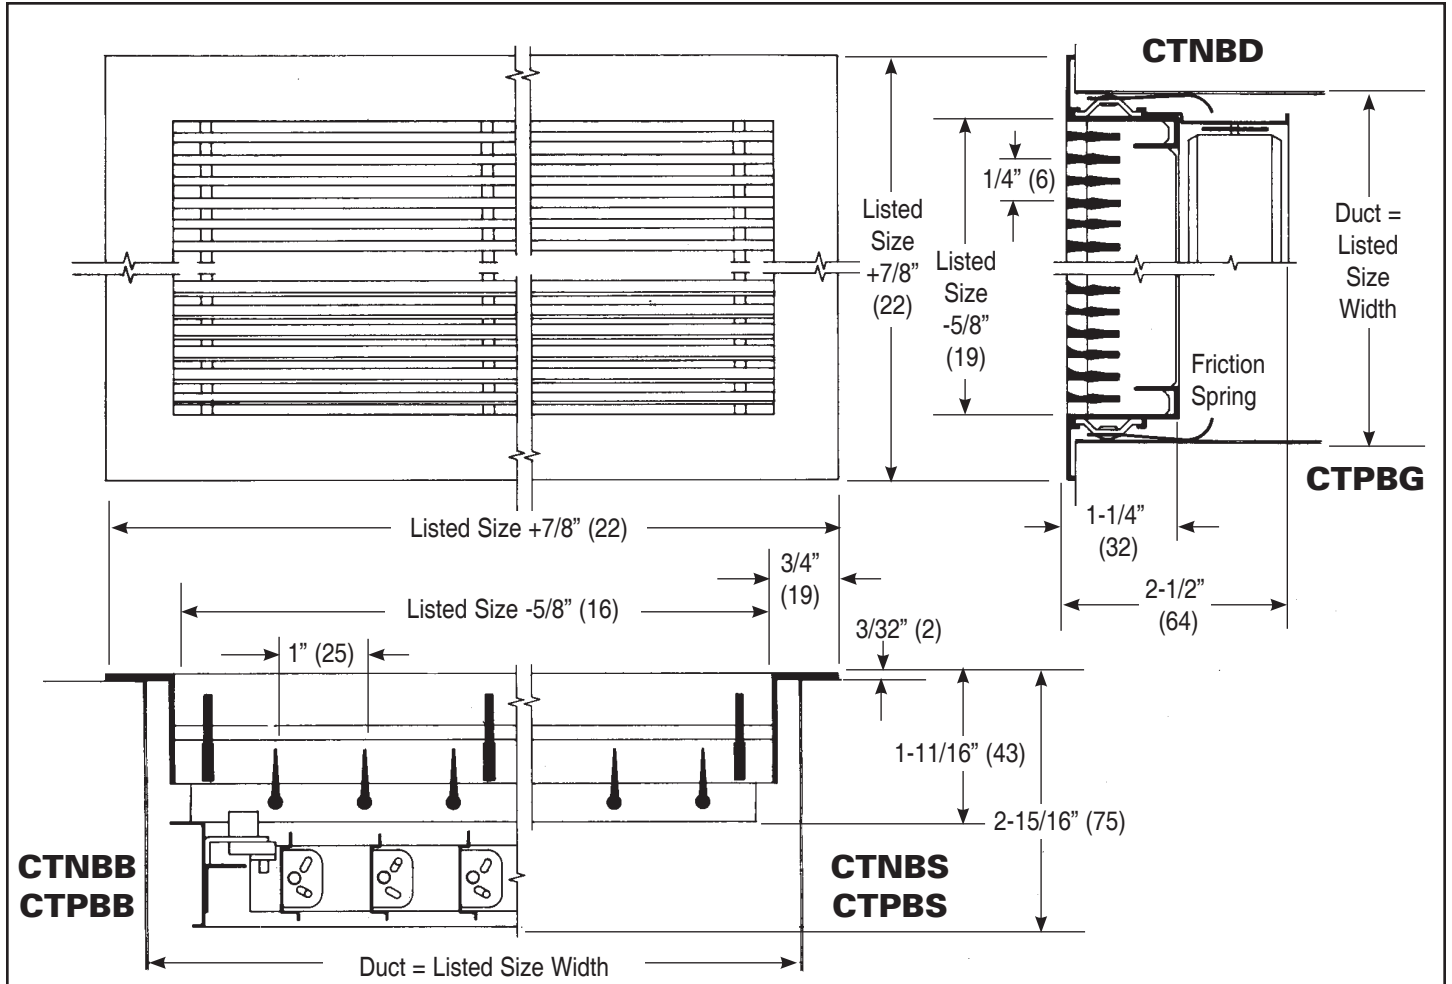 CTNBD
1/4” (6)
Listed
Size
+7/8”
(22)
Listed
Size
-5/8”
(19)
Duct =
Listed
Size
Width
Friction
Spring
CTPBG
Listed Size +7/8” (22)
1-1/4”
(32)
3/4”
(19)
2-1/2”
(64)
Listed Size -5/8” (16)
3/32” (2)
1” (25)
1-11/16” (43)
2-15/16” (75)
CTNBB
CTPBB
CTNBS
CTPBS
Duct = Listed Size Width